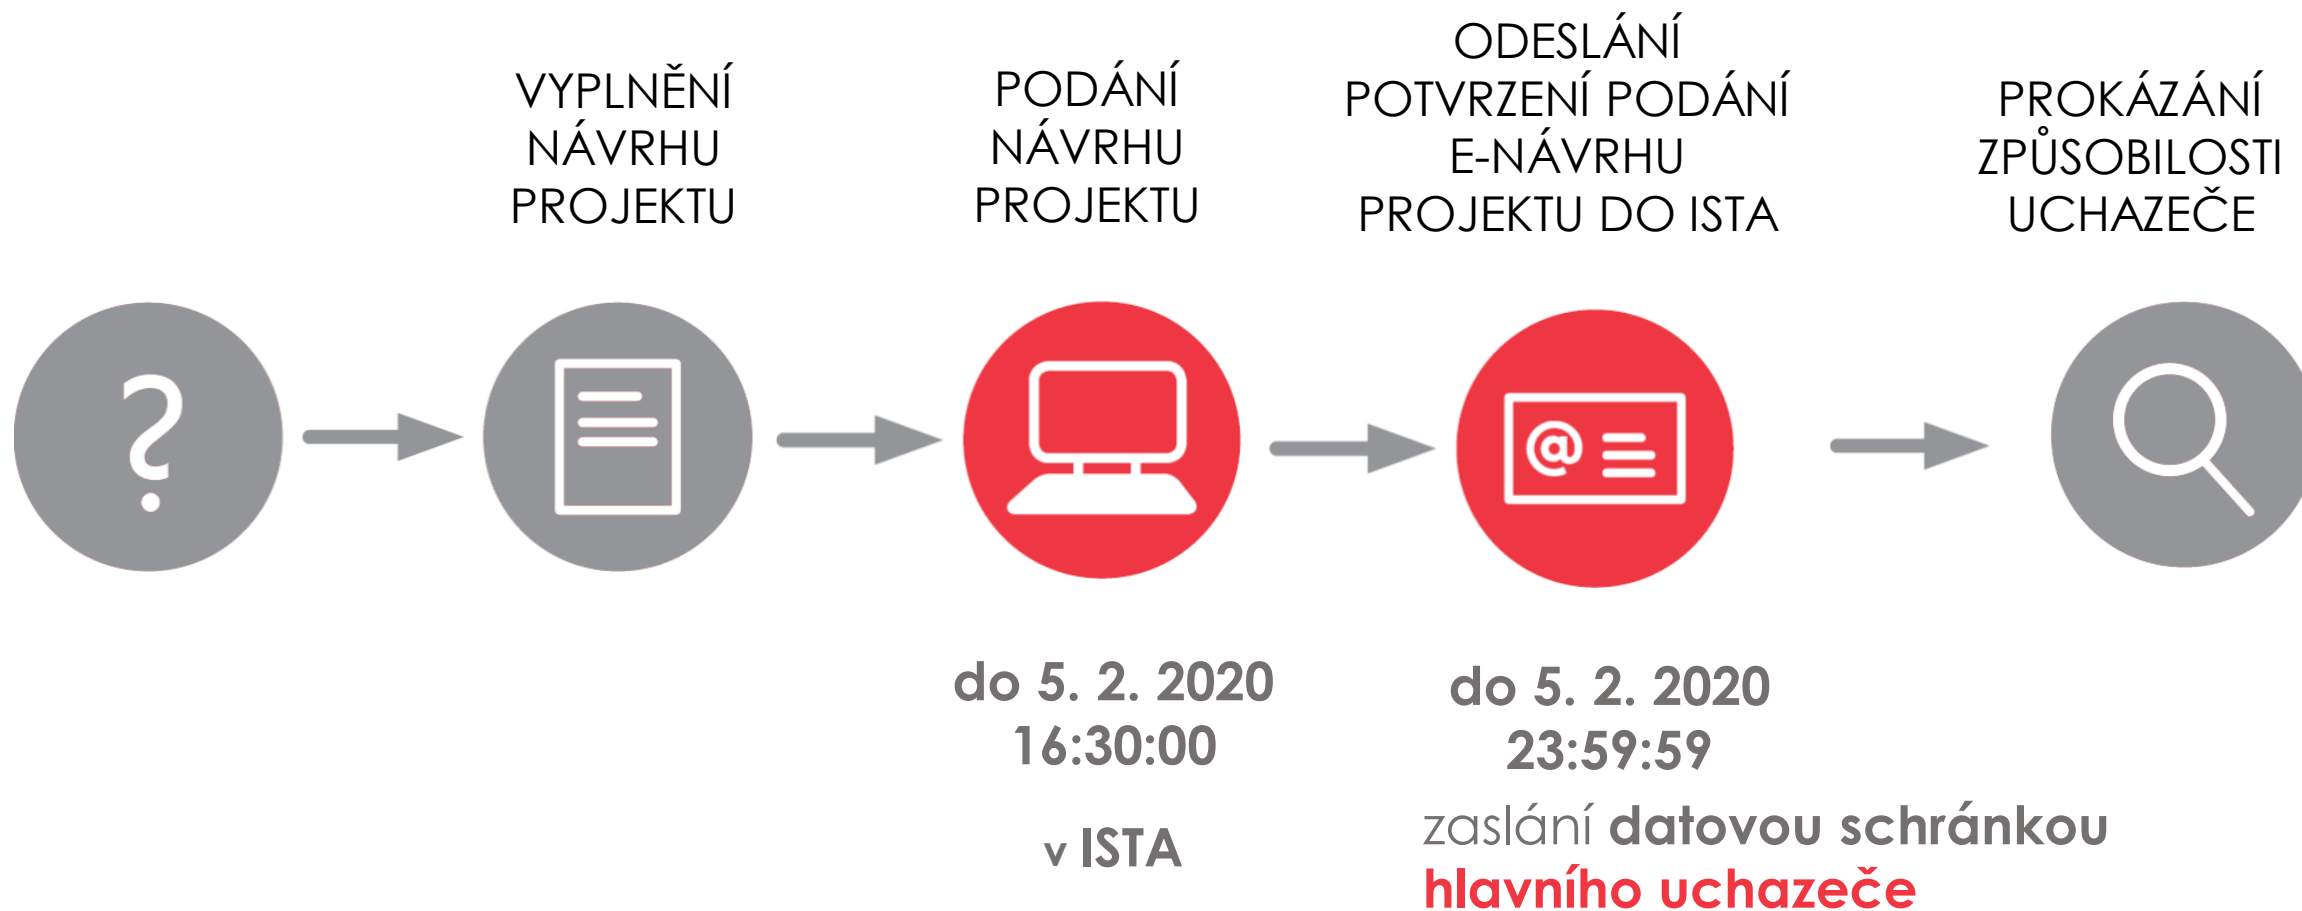 VYPLNĚNÍ
NÁVRHU
PROJEKTU
PODÁNÍ
NÁVRHU
PROJEKTU
ODESLÁNÍ
POTVRZENÍ PODÁNÍ
E-NÁVRHU
PROJEKTU DO ISTA
PROKÁZÁNÍ
ZPŮSOBILOSTI
UCHAZEČE
?
@
do 5. 2. 2020
16:30:00
v ISTA
do 5. 2. 2020
23:59:59
zaslání datovou schránkou
hlavního uchazeče